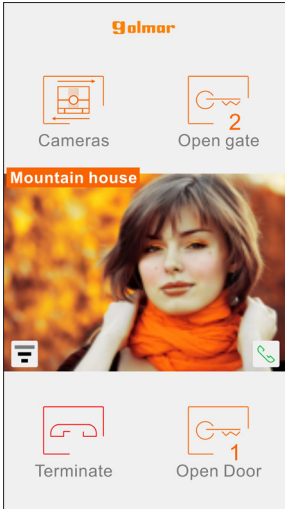 golmar
Cameras
2
Open gate
Mountain house
Terminate
1
Open Door